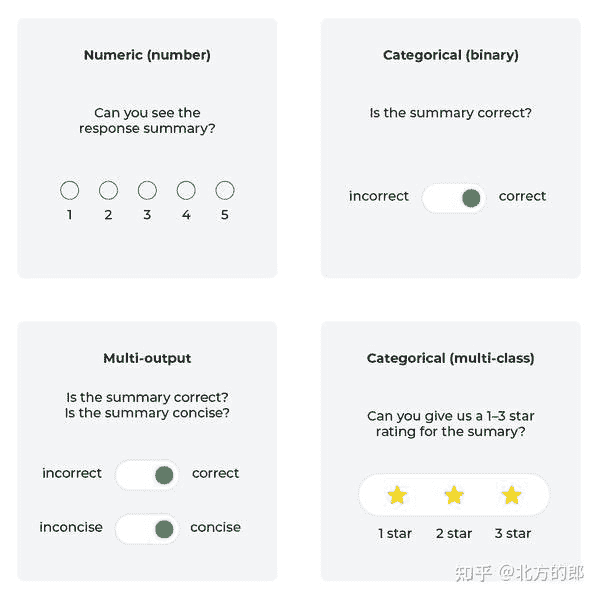 Numeric (number)
Can you see the
response summary?
1 2 3 4 5
Categorical (binary)
Is the summary correct?
incorrect correct
Multi-output
Is the summary correct?
Is the summary concise?
incorrect correct
inconcise concise
Categorical (multi-class)
Can you give us a 1–3 star
rating for the sumary?
1 star 2 star 3 star
知乎 @北方的郎